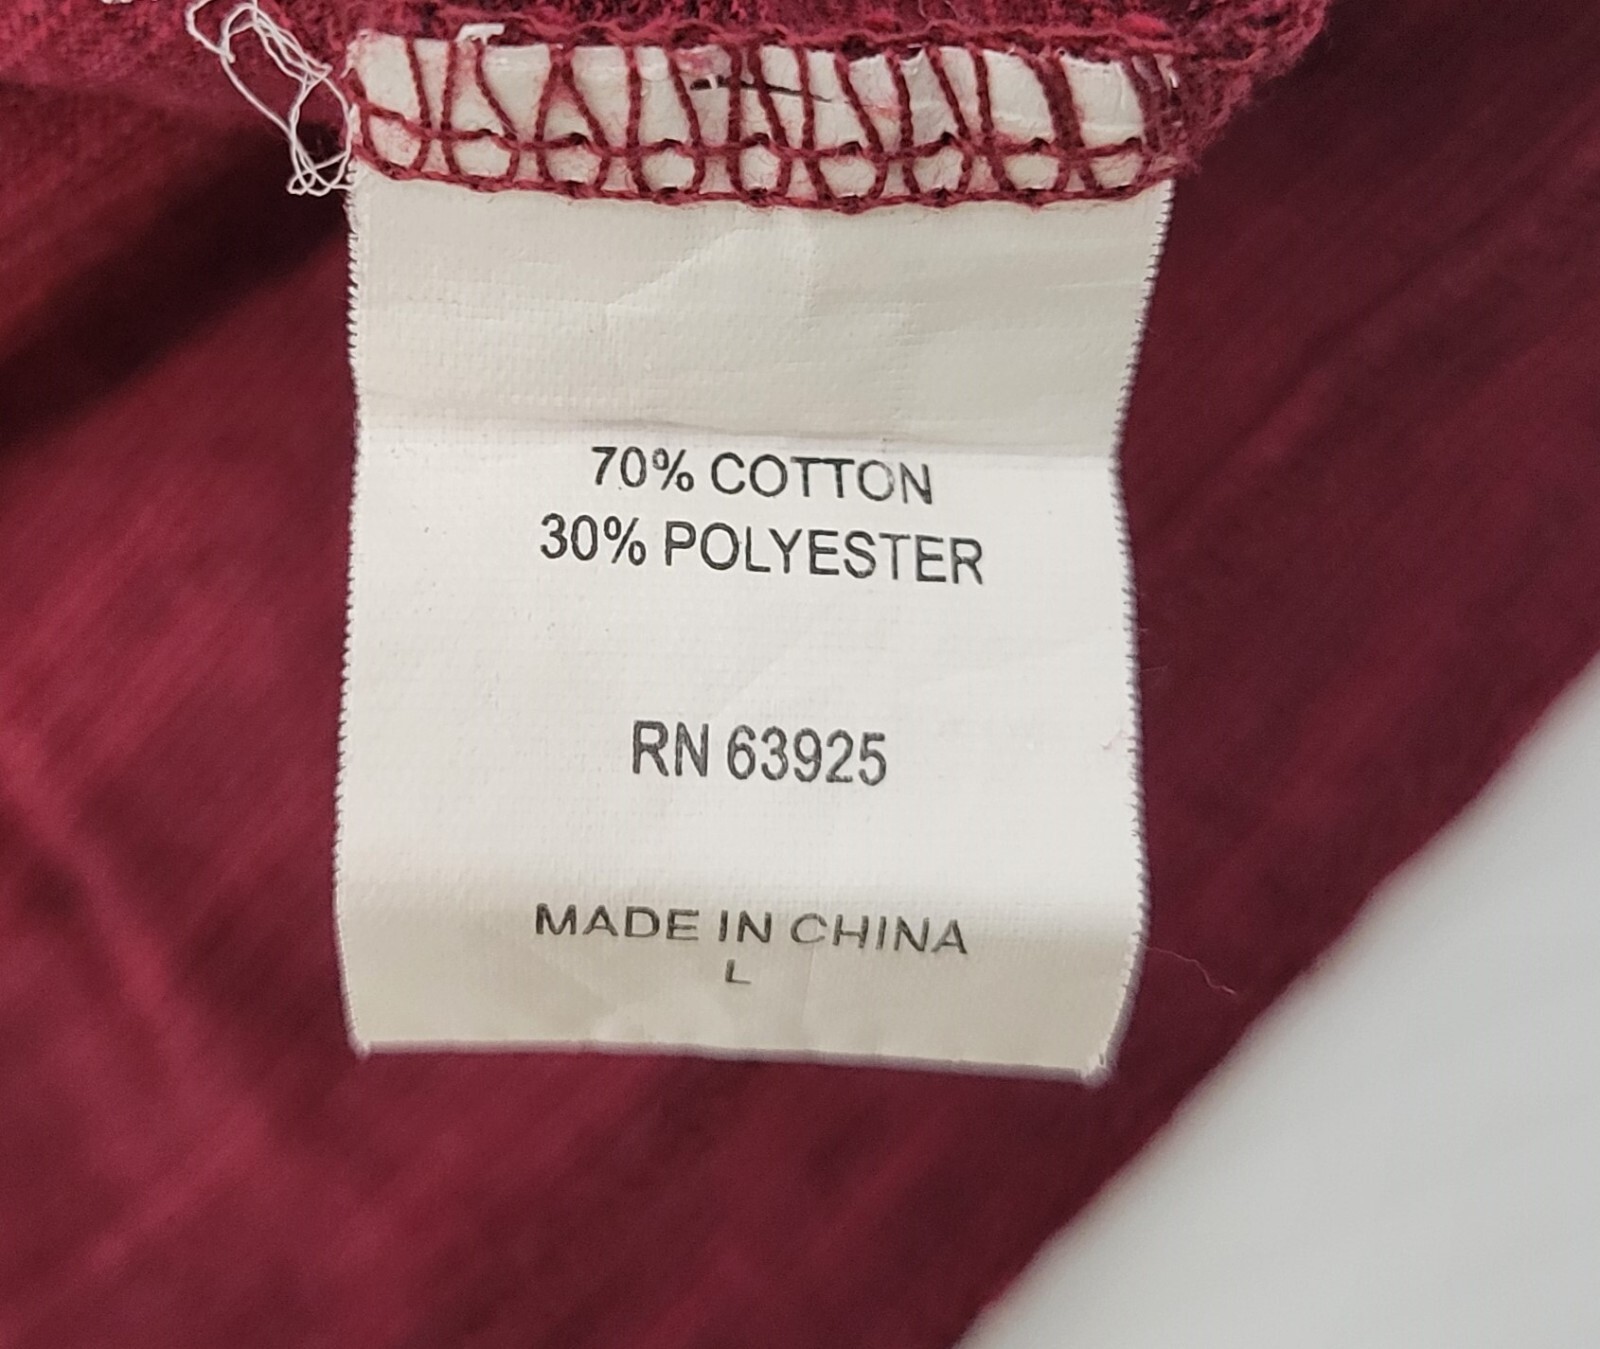 70% COTTON
30% POLYESTER
RN 63925
MADE IN CHINA
L